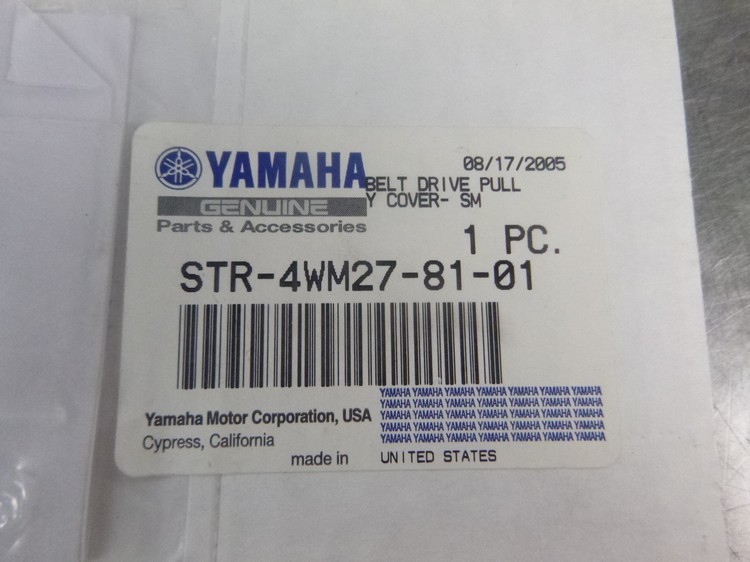 YAMAHA
GENUINE
Parts & Accessories
08/17/2005
BELT DRIVE PULL
Y COVER- SM
1 PC.
STR-4WM27-81-01
Yamaha Motor Corporation, USA
Cypress, California
YAMAHA YAMAHA YAMAHA YAMAHA YAMAHA YAMAHA YAMAHA
YAMAHA YAMAHA YAMAHA YAMAHA YAMAHA YAMAHA YAMAHA
YAMAHA YAMAHA YAMAHA YAMAHA YAMAHA YAMAHA YAMAHA
YAMAHA YAMAHA YAMAHA YAMAHA YAMAHA YAMAHA YAMAHA
YAMAHA YAMAHA YAMAHA YAMAHA YAMAHA YAMAHA YAMAHA
made in UNITED STATES